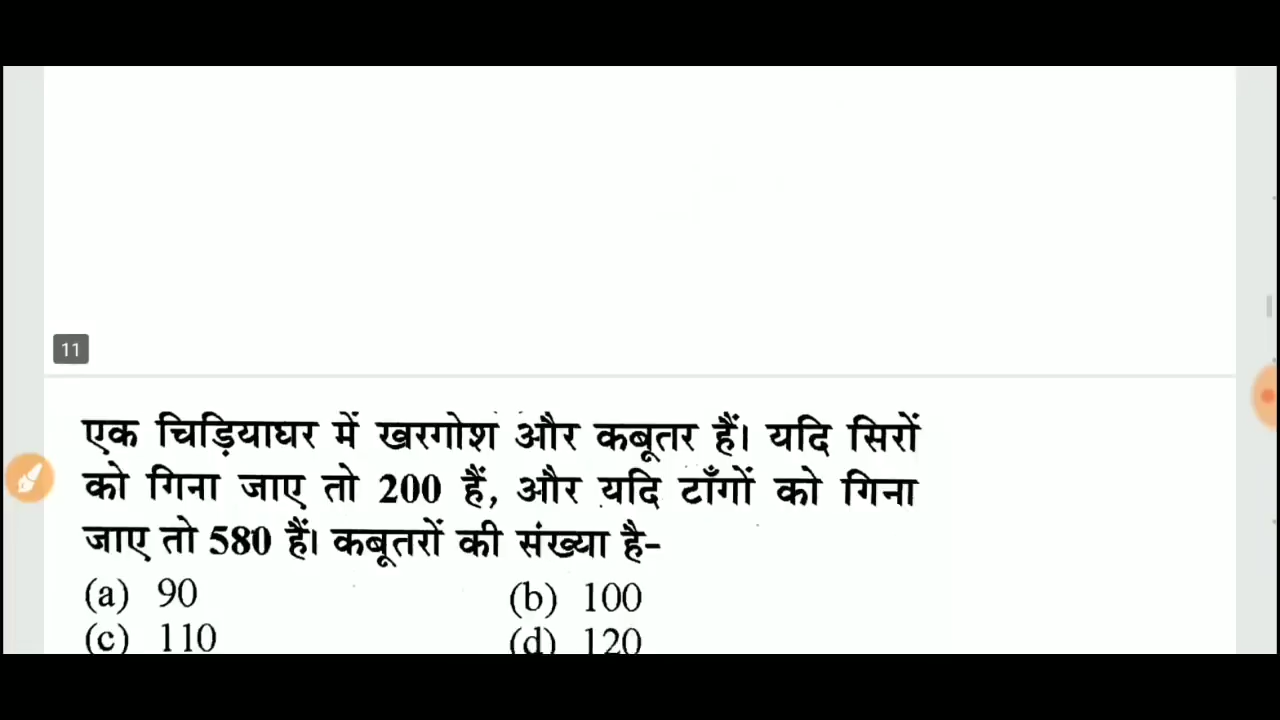 11
एक चिड़ियाघर में खरगोश और कबूतर हैं। यदि सिरों
को गिना जाए तो 200 हैं, और यदि टाँगों को गिना
जाए तो 580 हैं। कबूतरों की संख्या है-
(a) 90 (b) 100
(c) 110 (d) 120